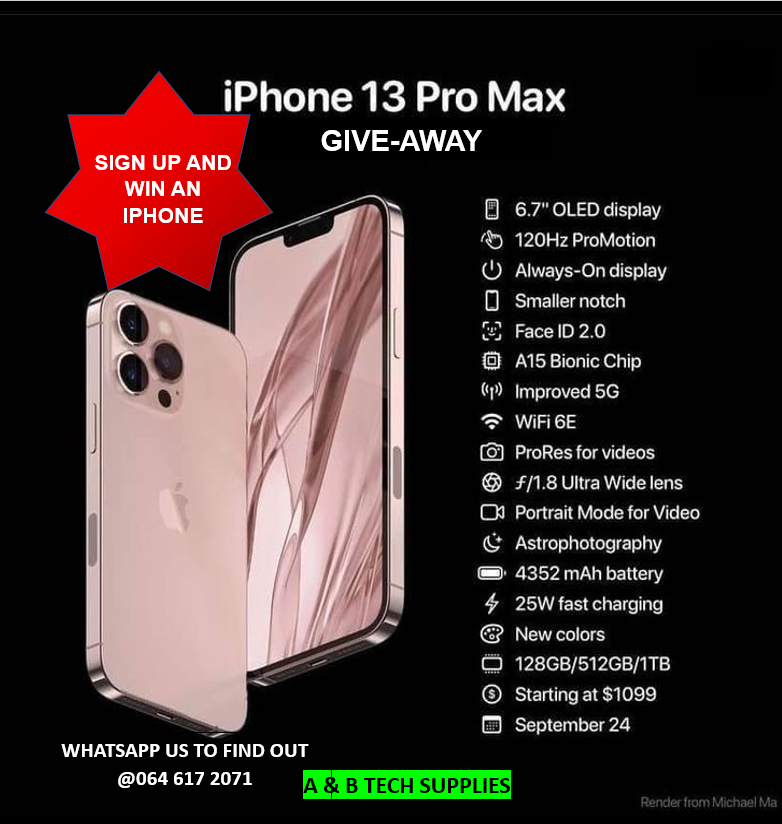 iPhone 13 Pro Max
GIVE-AWAY
SIGN UP AND
WIN AN
IPHONE
6.7" OLED display
120Hz ProMotion
Always-On display
Smaller notch
Face ID 2.0
A15 Bionic Chip
Improved 5G
WiFi 6E
ProRes for videos
ƒ/1.8 Ultra Wide lens
Portrait Mode for Video
Astrophotography
4352 mAh battery
25W fast charging
New colors
128GB/512GB/1TB
Starting at $1099
September 24
WHATSAPP US TO FIND OUT
@064 617 2071
A & B TECH SUPPLIES
Render from Michael Ma